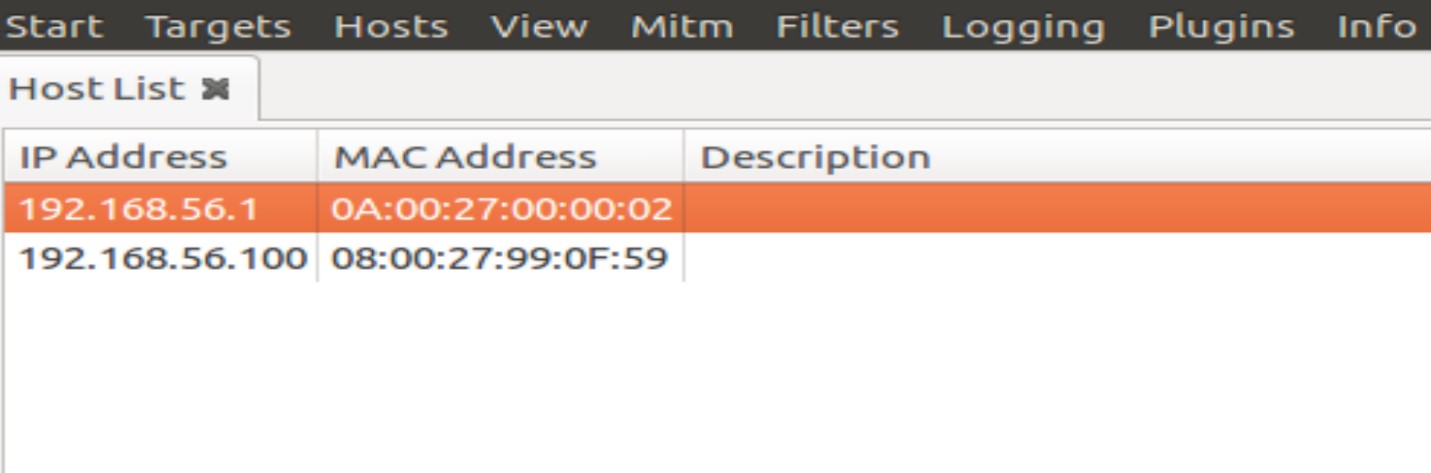 Start Targets Hosts View Mitm Filters Logging Plugins Info
Host List ✖
IP Address MAC Address Description
192.168.56.1 0A:00:27:00:00:02
192.168.56.100 08:00:27:99:0F:59